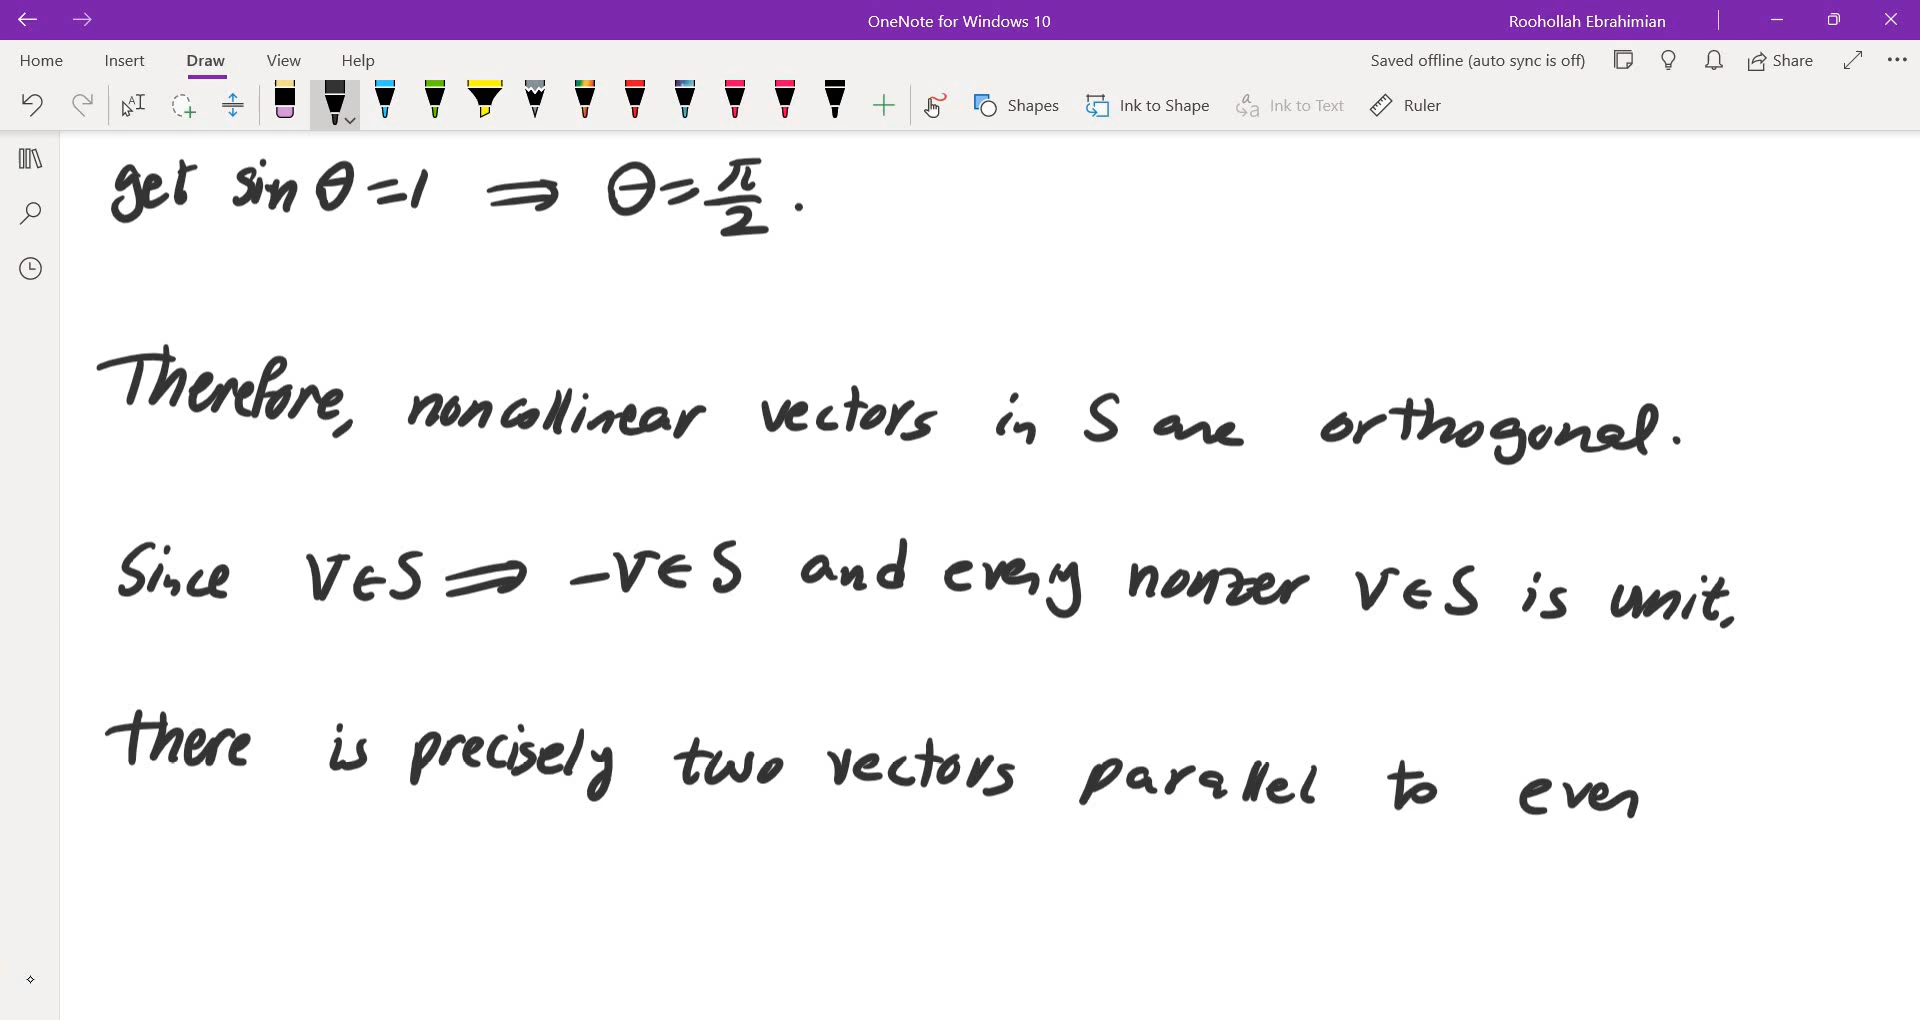 OneNote for Windows 10
Roohollah Ebrahimian
Home Insert Draw View Help
Saved offline (auto sync is off) Share
Shapes Ink to Shape Ink to Text Ruler
get sin θ = 1 ⟹ θ = π/2 .
Therefore, noncollinear vectors in S are orthogonal.
Since V∈S ⟹ -V∈S and every nonzer V∈S is unit,
there is precisely two vectors parallel to ever